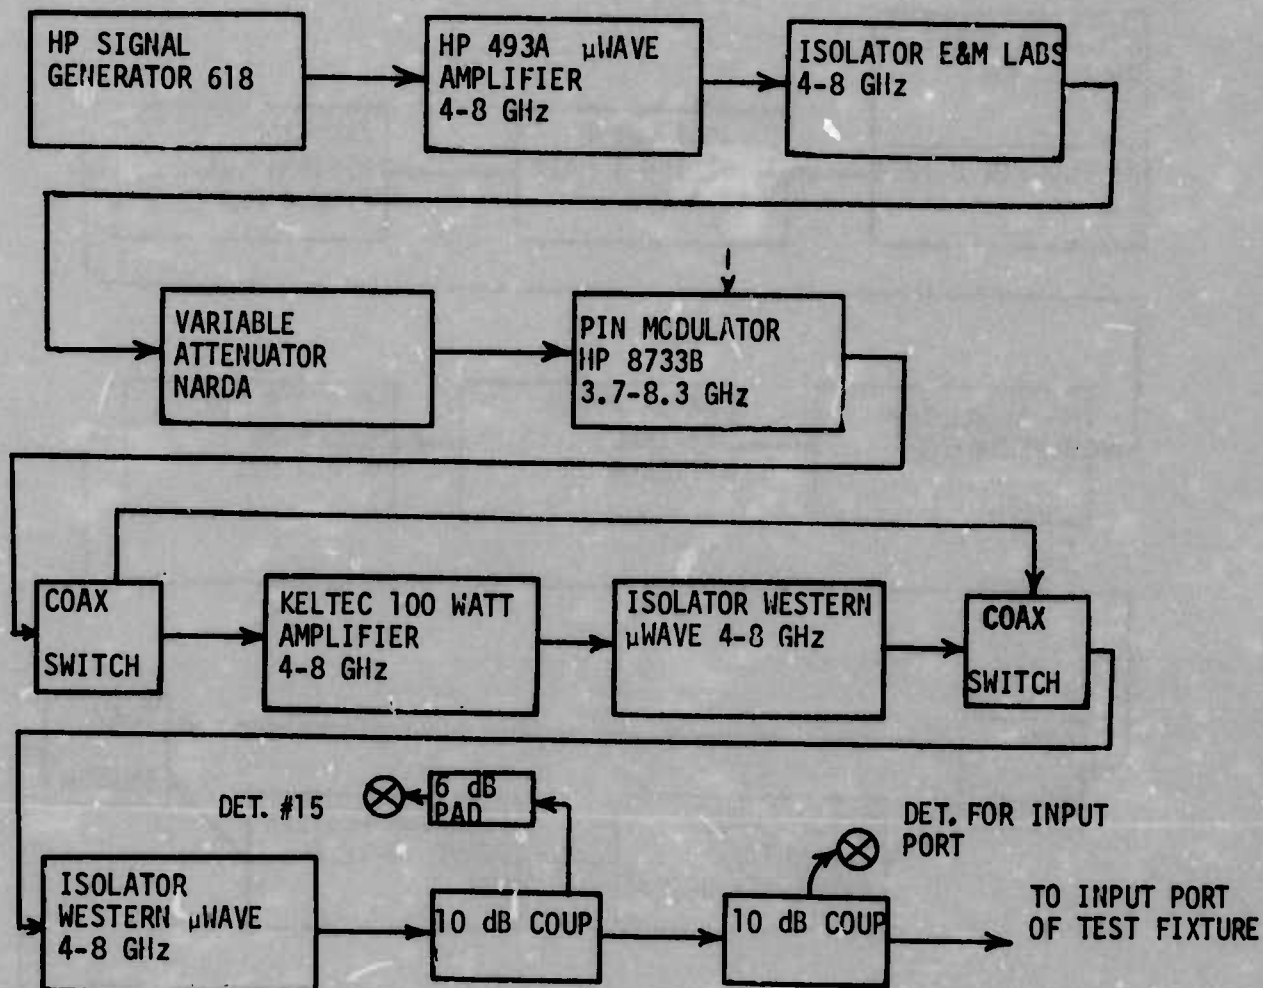 HP SIGNAL
GENERATOR 618
HP 493A μWAVE
AMPLIFIER
4-8 GHz
ISOLATOR E&M LABS
4-8 GHz
VARIABLE
ATTENUATOR
NARDA
PIN MODULATOR
HP 8733B
3.7-8.3 GHz
COAX
SWITCH
KELTEC 100 WATT
AMPLIFIER
4-8 GHz
ISOLATOR WESTERN
μWAVE 4-8 GHz
COAX
SWITCH
DET. #15
6 dB
PAD
DET. FOR INPUT
PORT
ISOLATOR
WESTERN μWAVE
4-8 GHz
10 dB COUP
10 dB COUP
TO INPUT PORT
OF TEST FIXTURE